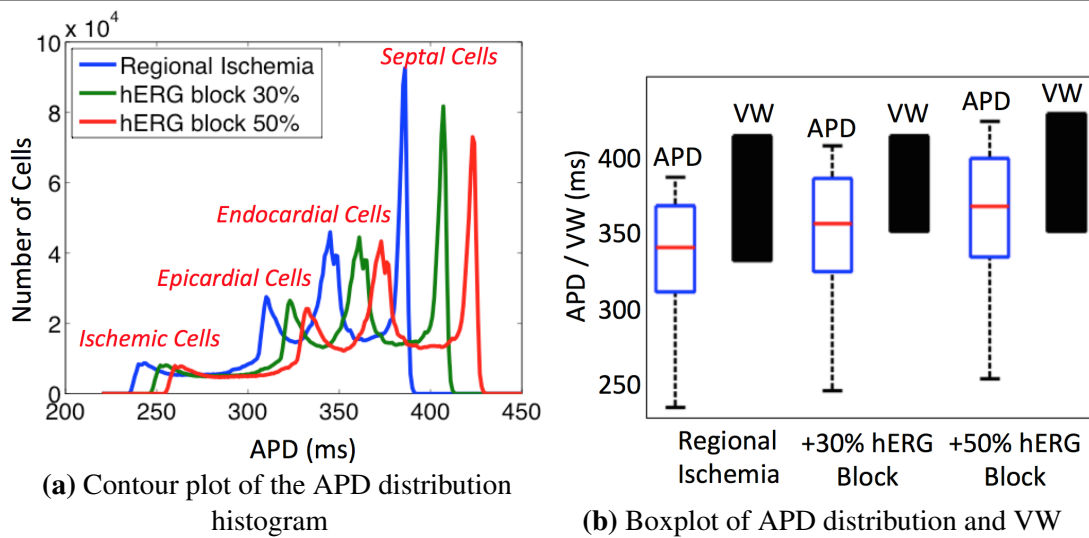 x 10⁴
10
8
6
4
2
0
Number of Cells
Regional Ischemia
hERG block 30%
hERG block 50%
Septal Cells
Endocardial Cells
Epicardial Cells
Ischemic Cells
200 250 300 350 400 450
APD (ms)
(a) Contour plot of the APD distribution
histogram
APD / VW (ms)
400
350
300
250
APD VW APD VW APD VW
Regional
Ischemia
+30% hERG
Block
+50% hERG
Block
(b) Boxplot of APD distribution and VW